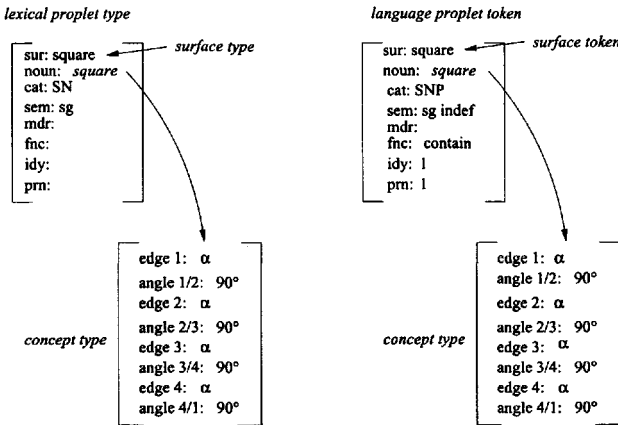 lexical proplet type
sur: square
surface type
noun: square
cat: SN
sem: sg
mdr:
fnc:
idy:
prn:
concept type
edge 1: α
angle 1/2: 90°
edge 2: α
angle 2/3: 90°
edge 3: α
angle 3/4: 90°
edge 4: α
angle 4/1: 90°
language proplet token
sur: square
surface token
noun: square
cat: SNP
sem: sg indef
mdr:
fnc: contain
idy: 1
prn: 1
concept type
edge 1: α
angle 1/2: 90°
edge 2: α
angle 2/3: 90°
edge 3: α
angle 3/4: 90°
edge 4: α
angle 4/1: 90°